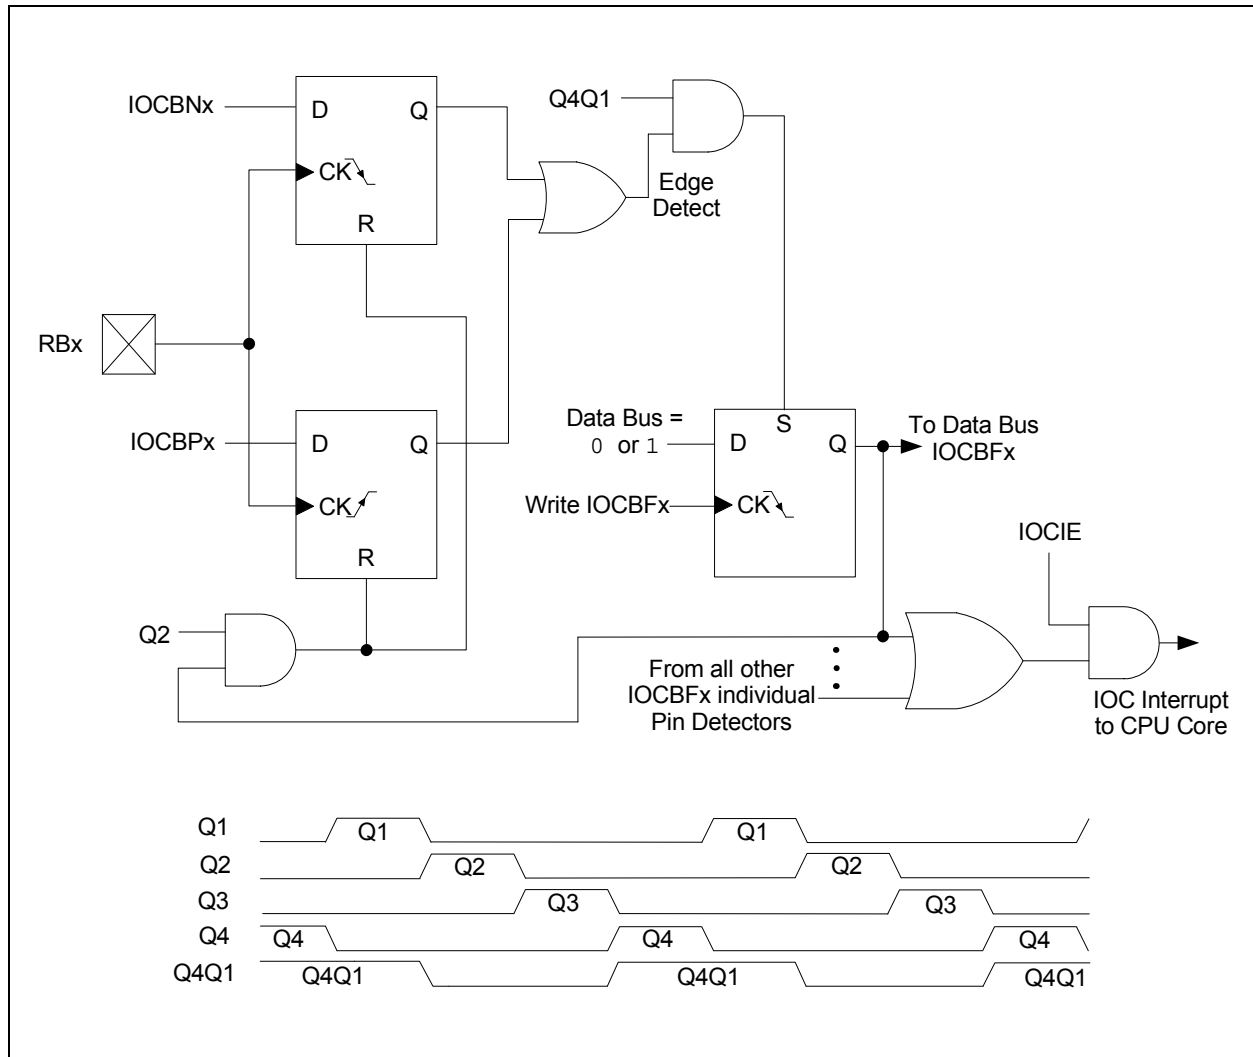 IOCBNx
D
Q
CK
R
Q4Q1
Edge
Detect
RBx
IOCBPx
D
Q
CK
R
Q2
Data Bus =
0 or 1
S
D
Q
To Data Bus
IOCBFx
Write IOCBFx
CK
IOCIE
From all other
IOCBFx individual
Pin Detectors
IOC Interrupt
to CPU Core
Q1
Q1
Q1
Q2
Q2
Q2
Q3
Q3
Q3
Q4
Q4
Q4
Q4
Q4Q1
Q4Q1
Q4Q1
Q4Q1